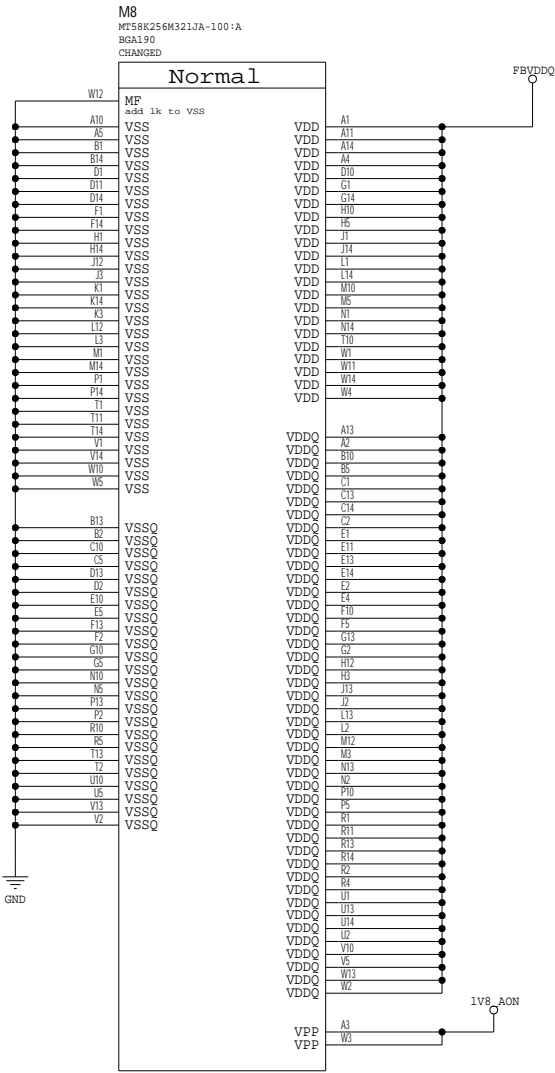 M8
MT58K256M321JA-100:A
BGA190
CHANGED
Normal
FBVDDQ
W12 MF
add 1k to VSS
A10 VSS VDD A1
A5 VSS VDD A11
B1 VSS VDD A14
B14 VSS VDD A4
D1 VSS VDD D10
D11 VSS VDD G1
D14 VSS VDD G14
F1 VSS VDD H10
F14 VSS VDD H5
H1 VSS VDD J1
H14 VSS VDD J14
J12 VSS VDD L1
J3 VSS VDD L14
K1 VSS VDD M10
K14 VSS VDD M5
K3 VSS VDD N1
L12 VSS VDD N14
L3 VSS VDD T10
M1 VSS VDD W1
M14 VSS VDD W11
P1 VSS VDD W14
P14 VSS VDD W4
T1 VSS
T11 VSS
T14 VSS VDDQ A13
V1 VSS VDDQ A2
V14 VSS VDDQ B10
W10 VSS VDDQ B5
W5 VSS VDDQ C1
VDDQ C13
VDDQ C14
B13 VSSQ VDDQ C2
B2 VSSQ VDDQ E1
C10 VSSQ VDDQ E11
C5 VSSQ VDDQ E13
D13 VSSQ VDDQ E14
D2 VSSQ VDDQ E2
E10 VSSQ VDDQ E4
E5 VSSQ VDDQ F10
F13 VSSQ VDDQ F5
F2 VSSQ VDDQ G13
G10 VSSQ VDDQ G2
G5 VSSQ VDDQ H12
N10 VSSQ VDDQ H3
N5 VSSQ VDDQ J13
P13 VSSQ VDDQ J2
P2 VSSQ VDDQ L13
R10 VSSQ VDDQ L2
R5 VSSQ VDDQ M12
T13 VSSQ VDDQ M3
T2 VSSQ VDDQ N13
U10 VSSQ VDDQ N2
U5 VSSQ VDDQ P10
V13 VSSQ VDDQ P5
V2 VSSQ VDDQ R1
VDDQ R11
VDDQ R13
VDDQ R14
VDDQ R2
GND VDDQ R4
VDDQ U1
VDDQ U13
VDDQ U14
VDDQ U2
VDDQ V10
VDDQ V5
VDDQ W13
VDDQ W2
1V8_AON
VPP A3
VPP W3